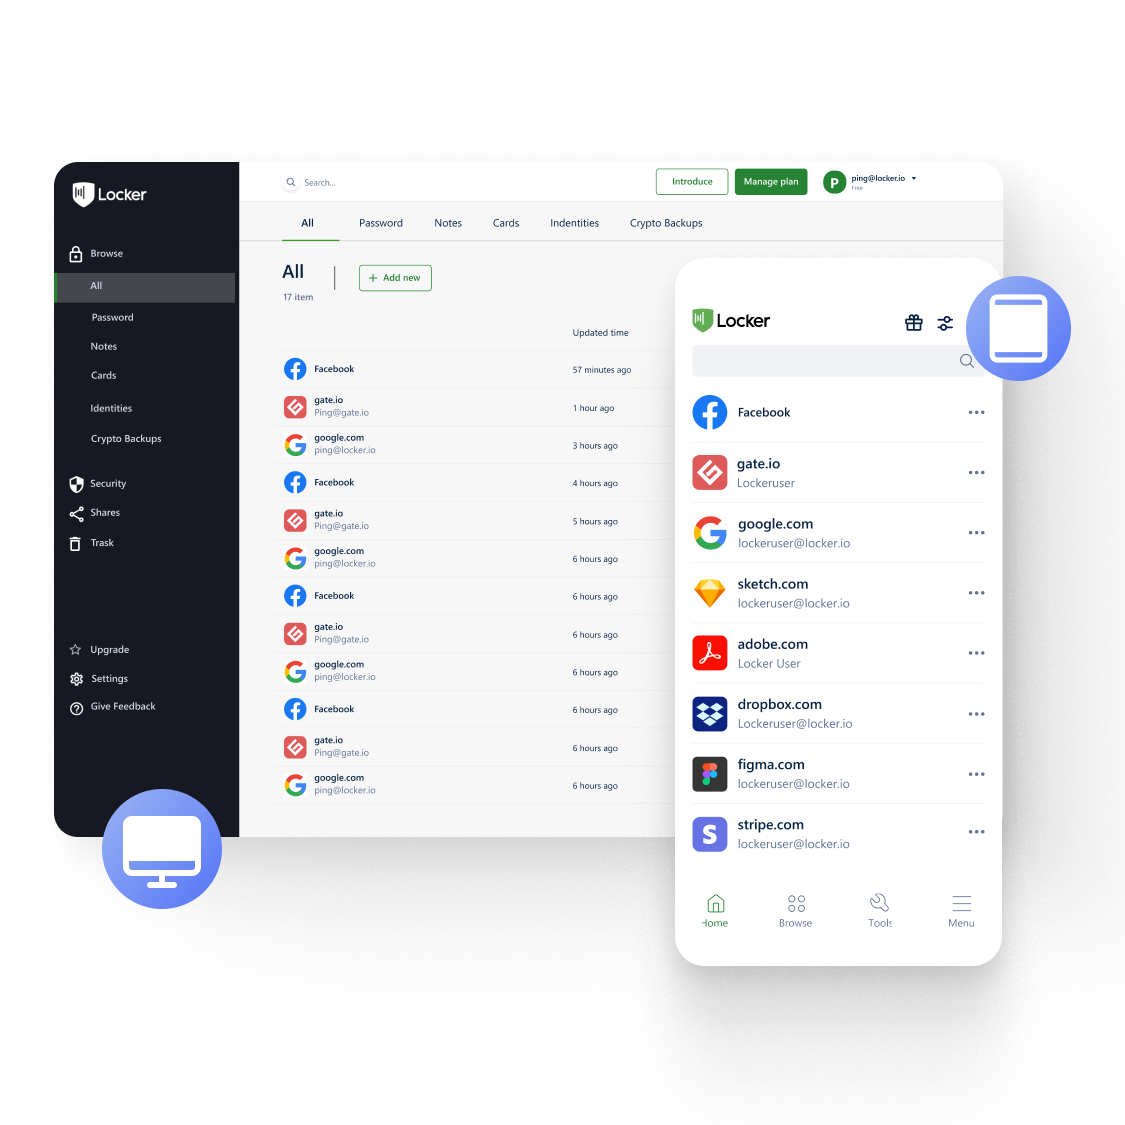 Locker
Browse
All
Password
Notes
Cards
Identities
Crypto Backups
Security
Shares
Trask
Upgrade
Settings
Give Feedback
Search...
Introduce
Manage plan
P
ping@locker.io
Free
All Password Notes Cards Indentities Crypto Backups
All
+ Add new
17 item
Updated time
Facebook 57 minutes ago
gate.io
Ping@gate.io
1 hour ago
google.com
ping@locker.io
3 hours ago
Facebook 4 hours ago
gate.io
Ping@gate.io
5 hours ago
google.com
ping@locker.io
6 hours ago
Facebook 6 hours ago
gate.io
Ping@gate.io
6 hours ago
google.com
ping@locker.io
6 hours ago
Facebook 6 hours ago
gate.io
Ping@gate.io
6 hours ago
google.com
ping@locker.io
6 hours ago
Locker
Facebook
gate.io
Lockeruser
google.com
lockeruser@locker.io
sketch.com
lockeruser@locker.io
adobe.com
Locker User
dropbox.com
Lockeruser@locker.io
figma.com
lockeruser@locker.io
S
stripe.com
lockeruser@locker.io
Home Browse Tools Menu